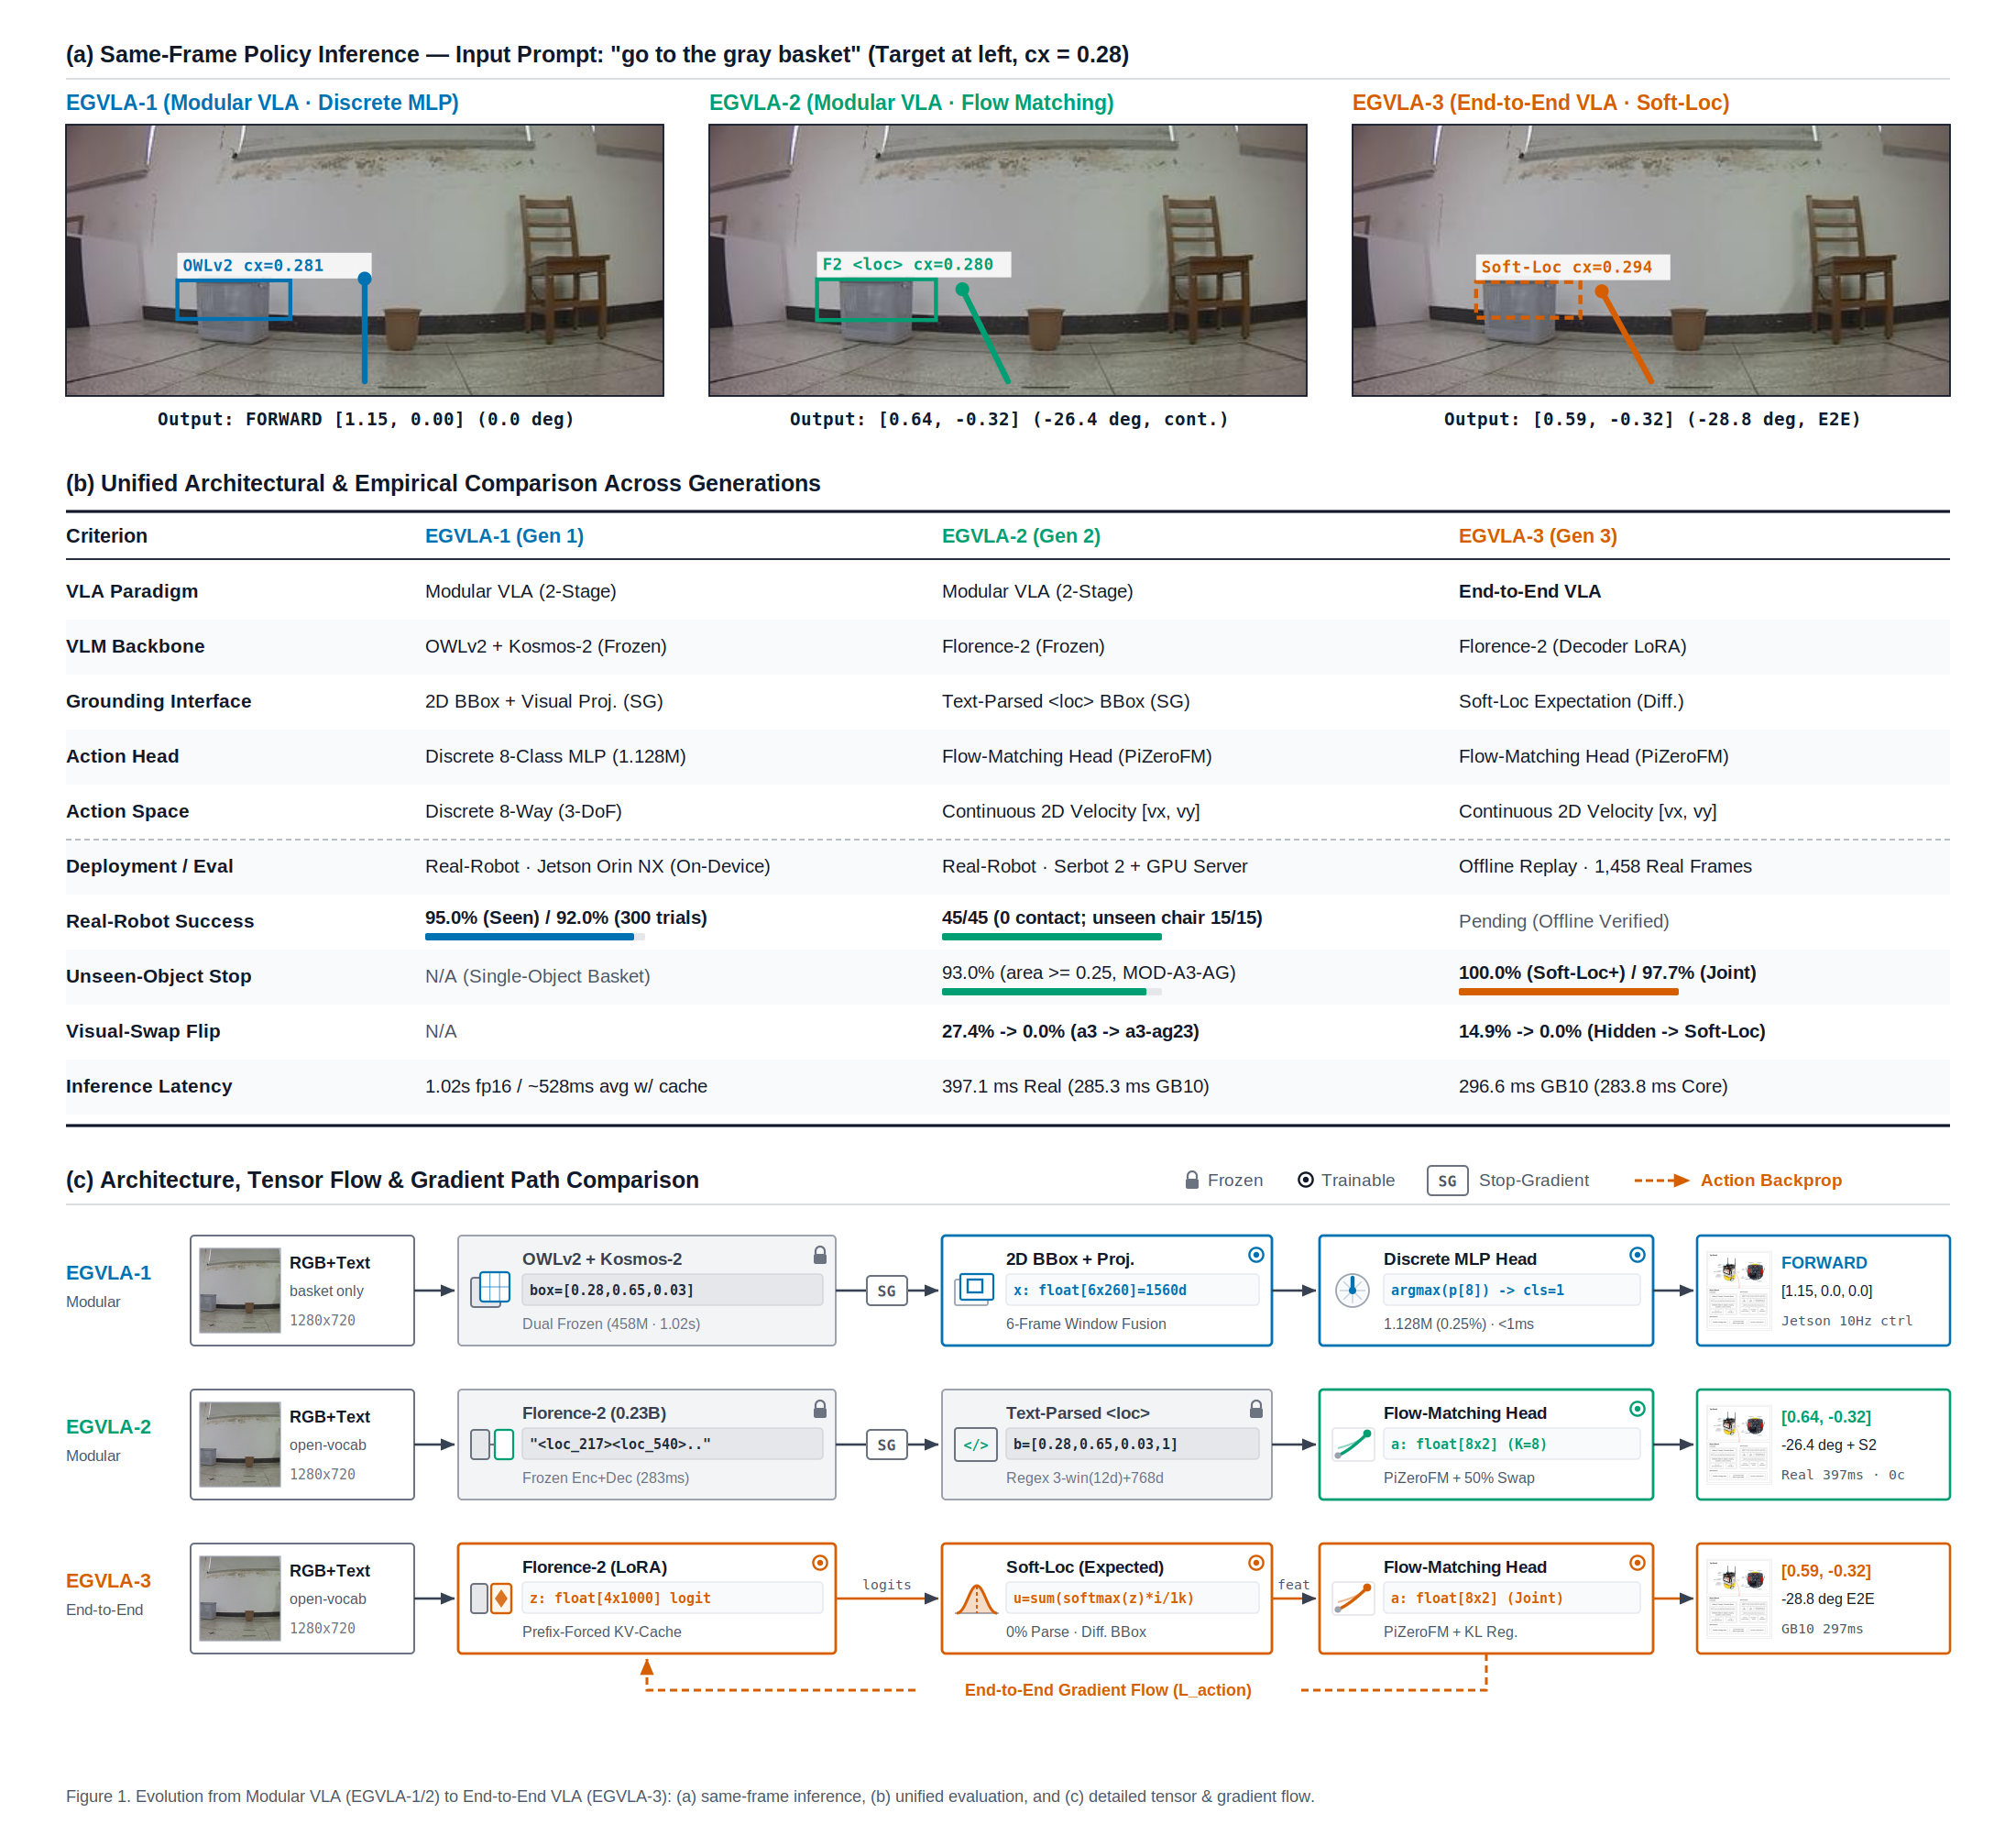 (a) Same-Frame Policy Inference — Input Prompt: "go to the gray basket" (Target at left, cx = 0.28)
EGVLA-1 (Modular VLA · Discrete MLP)
EGVLA-2 (Modular VLA · Flow Matching)
EGVLA-3 (End-to-End VLA · Soft-Loc)
OWLv2 cx=0.281
F2 <loc> cx=0.280
Soft-Loc cx=0.294
Output: FORWARD [1.15, 0.00] (0.0 deg)
Output: [0.64, -0.32] (-26.4 deg, cont.)
Output: [0.59, -0.32] (-28.8 deg, E2E)
(b) Unified Architectural & Empirical Comparison Across Generations
Criterion EGVLA-1 (Gen 1) EGVLA-2 (Gen 2) EGVLA-3 (Gen 3)
VLA Paradigm Modular VLA (2-Stage) Modular VLA (2-Stage) End-to-End VLA
VLM Backbone OWLv2 + Kosmos-2 (Frozen) Florence-2 (Frozen) Florence-2 (Decoder LoRA)
Grounding Interface 2D BBox + Visual Proj. (SG) Text-Parsed <loc> BBox (SG) Soft-Loc Expectation (Diff.)
Action Head Discrete 8-Class MLP (1.128M) Flow-Matching Head (PiZeroFM) Flow-Matching Head (PiZeroFM)
Action Space Discrete 8-Way (3-DoF) Continuous 2D Velocity [vx, vy] Continuous 2D Velocity [vx, vy]
Deployment / Eval Real-Robot · Jetson Orin NX (On-Device) Real-Robot · Serbot 2 + GPU Server Offline Replay · 1,458 Real Frames
Real-Robot Success 95.0% (Seen) / 92.0% (300 trials) 45/45 (0 contact; unseen chair 15/15) Pending (Offline Verified)
Unseen-Object Stop N/A (Single-Object Basket) 93.0% (area >= 0.25, MOD-A3-AG) 100.0% (Soft-Loc+) / 97.7% (Joint)
Visual-Swap Flip N/A 27.4% -> 0.0% (a3 -> a3-ag23) 14.9% -> 0.0% (Hidden -> Soft-Loc)
Inference Latency 1.02s fp16 / ~528ms avg w/ cache 397.1 ms Real (285.3 ms GB10) 296.6 ms GB10 (283.8 ms Core)
(c) Architecture, Tensor Flow & Gradient Path Comparison
Frozen Trainable SG Stop-Gradient Action Backprop
EGVLA-1
Modular
RGB+Text
basket only
1280x720
OWLv2 + Kosmos-2
box=[0.28,0.65,0.03]
Dual Frozen (458M · 1.02s)
SG
2D BBox + Proj.
x: float[6x260]=1560d
6-Frame Window Fusion
Discrete MLP Head
argmax(p[8]) -> cls=1
1.128M (0.25%) · <1ms
FORWARD
[1.15, 0.0, 0.0]
Jetson 10Hz ctrl
EGVLA-2
Modular
RGB+Text
open-vocab
1280x720
Florence-2 (0.23B)
"<loc_217><loc_540>.."
Frozen Enc+Dec (283ms)
SG
</>
Text-Parsed <loc>
b=[0.28,0.65,0.03,1]
Regex 3-win(12d)+768d
Flow-Matching Head
a: float[8x2] (K=8)
PiZeroFM + 50% Swap
[0.64, -0.32]
-26.4 deg + S2
Real 397ms · 0c
EGVLA-3
End-to-End
RGB+Text
open-vocab
1280x720
Florence-2 (LoRA)
z: float[4x1000] logit
Prefix-Forced KV-Cache
logits
Soft-Loc (Expected)
u=sum(softmax(z)*i/1k)
0% Parse · Diff. BBox
feat
Flow-Matching Head
a: float[8x2] (Joint)
PiZeroFM + KL Reg.
[0.59, -0.32]
-28.8 deg E2E
GB10 297ms
End-to-End Gradient Flow (L_action)
Figure 1. Evolution from Modular VLA (EGVLA-1/2) to End-to-End VLA (EGVLA-3): (a) same-frame inference, (b) unified evaluation, and (c) detailed tensor & gradient flow.